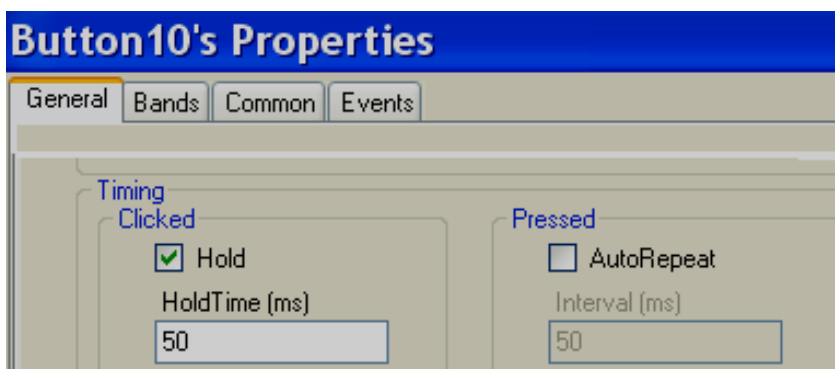 Button10's Properties
General Bands Common Events
Timing
Clicked Pressed
Hold AutoRepeat
HoldTime (ms) Interval (ms)
50 50